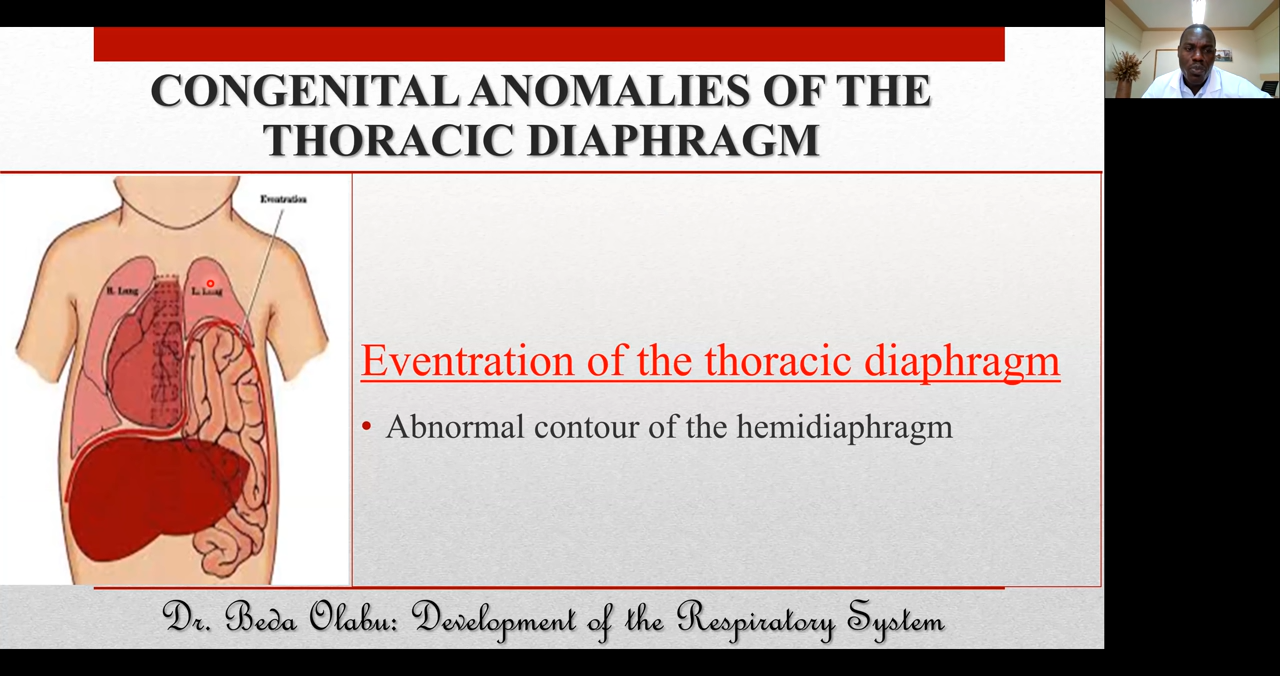 CONGENITAL ANOMALIES OF THE
THORACIC DIAPHRAGM
Eventration
R. Lung
L. Lung
Eventration of the thoracic diaphragm
• Abnormal contour of the hemidiaphragm
Dr. Beda Olabu: Development of the Respiratory System